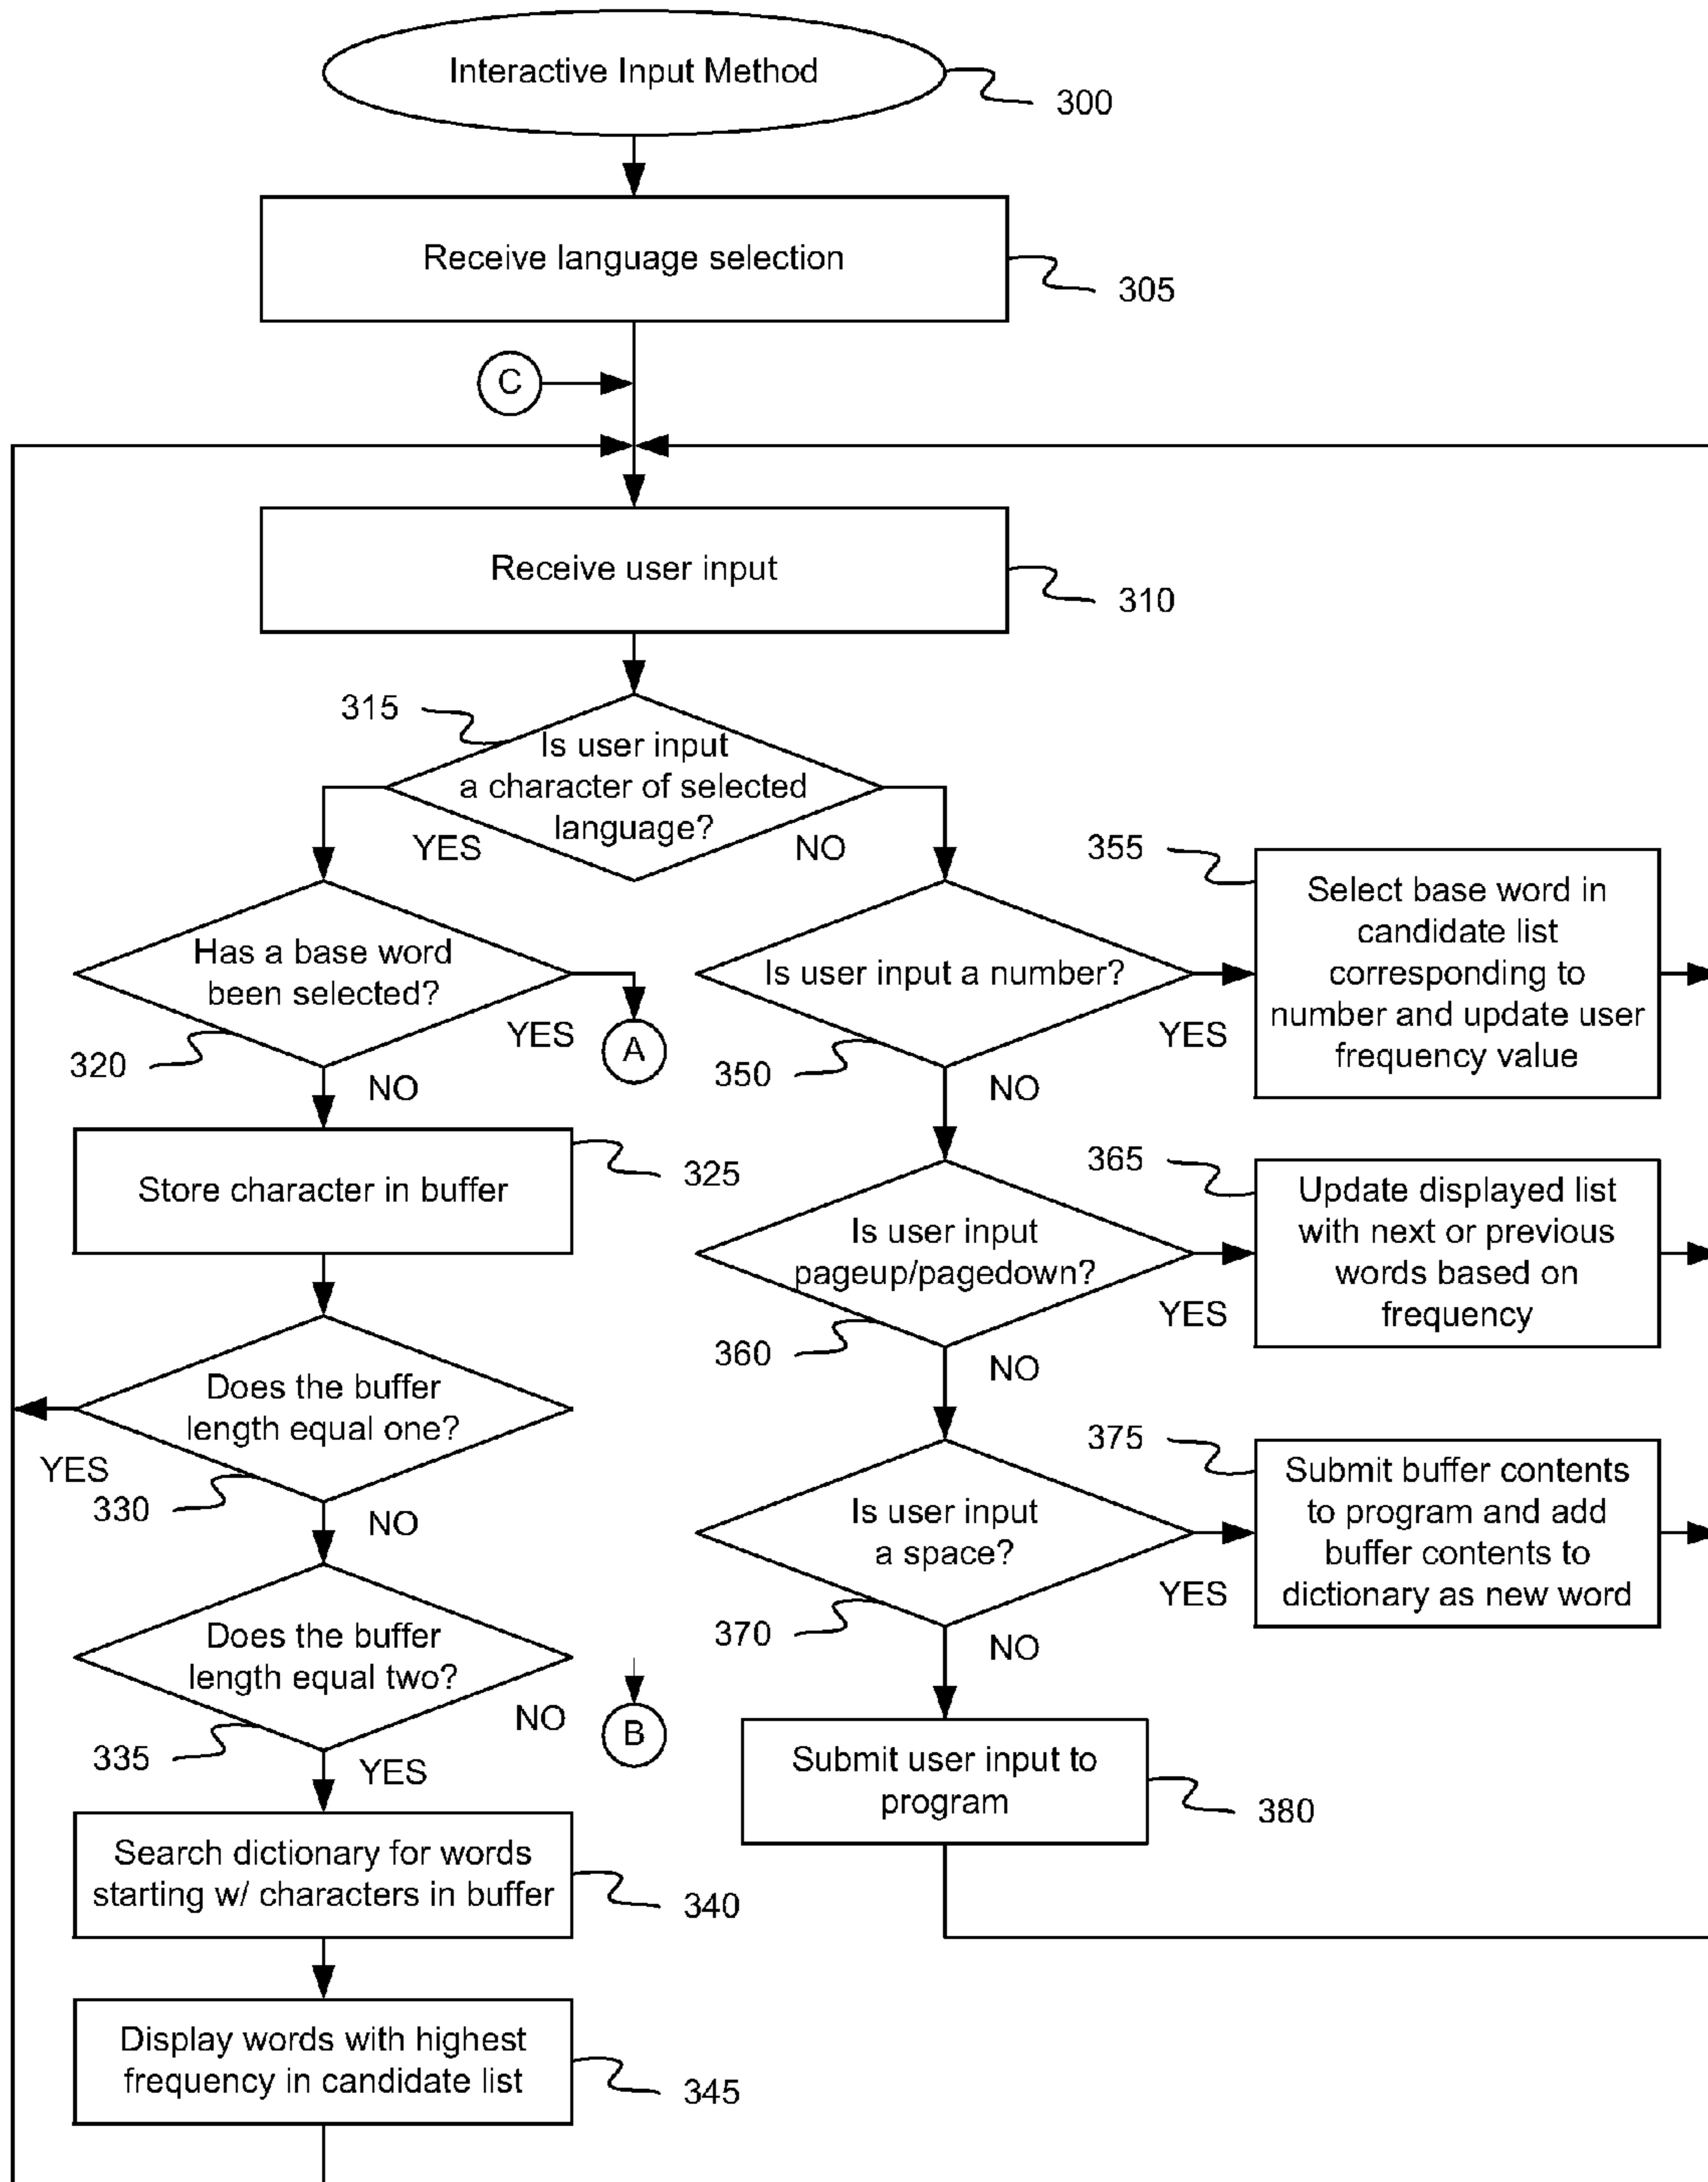 Interactive Input Method
300
Receive language selection
305
C
Receive user input
310
315
Is user input
a character of selected
language?
YES
NO
Has a base word
been selected?
320
YES
A
NO
Is user input a number?
350
YES
NO
355
Select base word in
candidate list
corresponding to
number and update user
frequency value
Store character in buffer
325
Is user input
pageup/pagedown?
360
YES
NO
365
Update displayed list
with next or previous
words based on
frequency
Does the buffer
length equal one?
YES
330
NO
Is user input
a space?
370
YES
NO
375
Submit buffer contents
to program and add
buffer contents to
dictionary as new word
Does the buffer
length equal two?
335
NO
B
YES
Submit user input to
program
380
Search dictionary for words
starting w/ characters in buffer
340
Display words with highest
frequency in candidate list
345